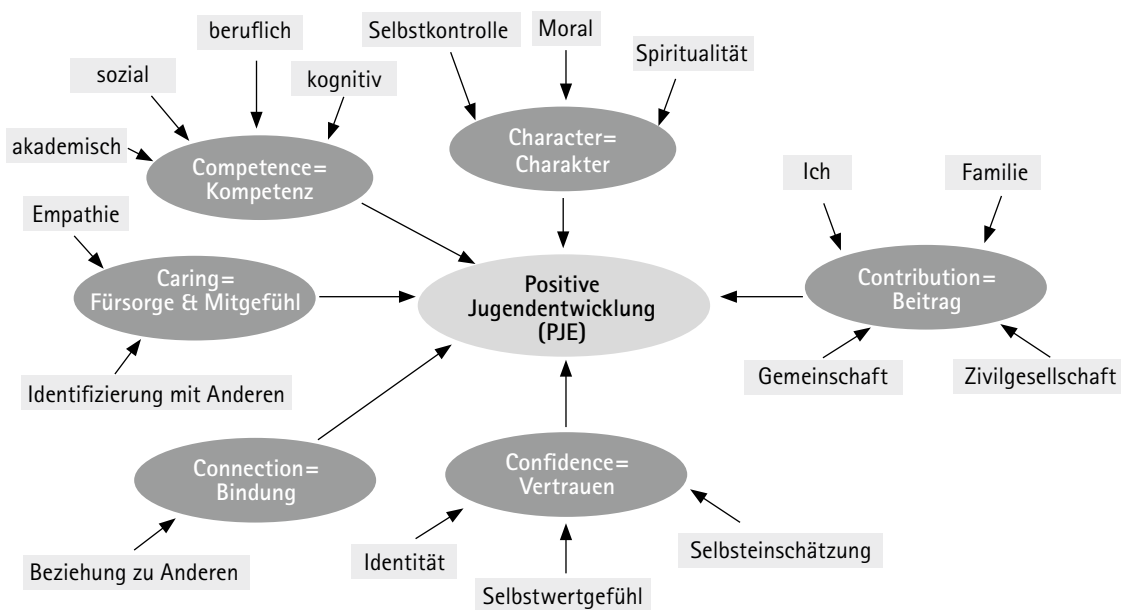 beruflich
Selbstkontrolle
Moral
Spiritualität
sozial
kognitiv
akademisch
Competence=
Kompetenz
Character=
Charakter
Ich
Familie
Empathie
Caring=
Fürsorge & Mitgefühl
Positive
Jugendentwicklung
(PJE)
Contribution=
Beitrag
Identifizierung mit Anderen
Gemeinschaft
Zivilgesellschaft
Connection=
Bindung
Confidence=
Vertrauen
Beziehung zu Anderen
Identität
Selbstwertgefühl
Selbsteinschätzung